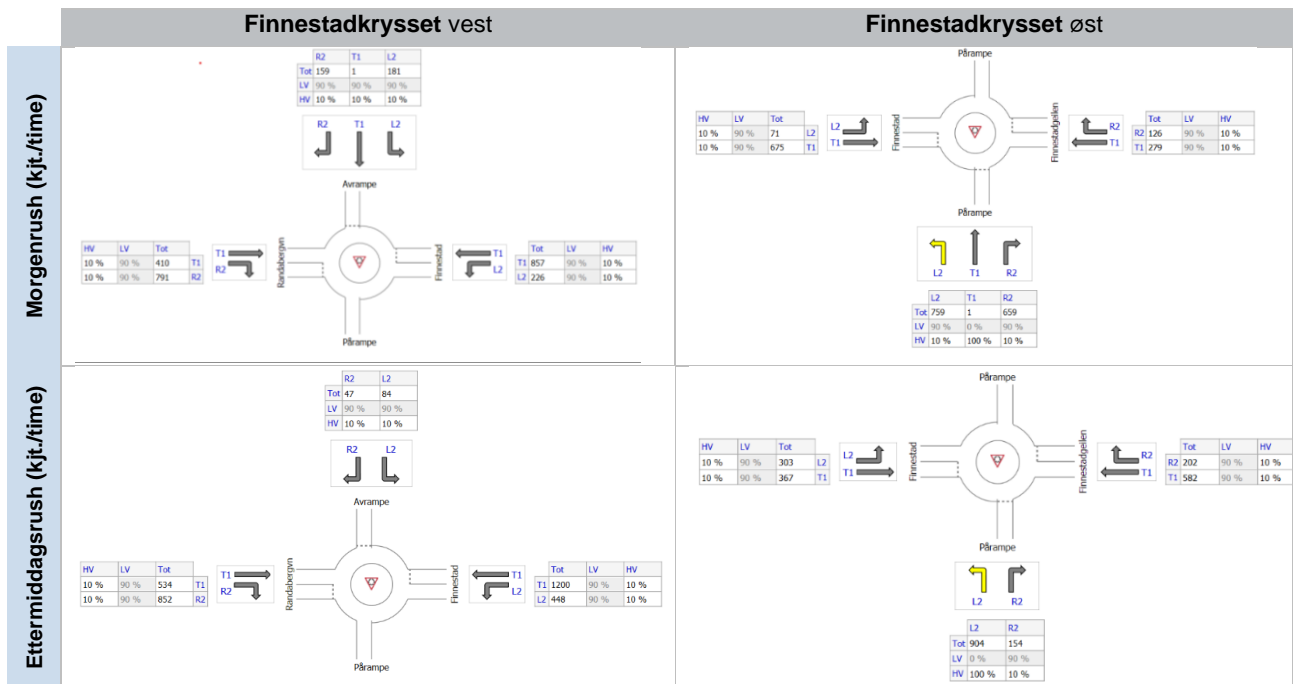 Finnestadkrysset vest
Finnestadkrysset øst
Morgenrush (kjt./time)
R2 T1 L2
Tot 159 1 181
LV 90 % 90 % 90 %
HV 10 % 10 % 10 %
R2 T1 L2
Avrampe
HV LV Tot
10 % 90 % 410 T1
10 % 90 % 791 R2
T1
R2
Randabergvn
Finnestad
T1
L2
Tot LV HV
T1 857 90 % 10 %
L2 226 90 % 10 %
Pårampe
Pårampe
HV LV Tot
10 % 90 % 71 L2
10 % 90 % 675 T1
L2
T1
Finnestad
Finnestadgeilen
R2
T1
Tot LV HV
R2 126 90 % 10 %
T1 279 90 % 10 %
Pårampe
L2 T1 R2
L2 T1 R2
Tot 759 1 659
LV 90 % 0 % 90 %
HV 10 % 100 % 10 %
Ettermiddagsrush (kjt./time)
R2 L2
Tot 47 84
LV 90 % 90 %
HV 10 % 10 %
R2 L2
Avrampe
HV LV Tot
10 % 90 % 534 T1
10 % 90 % 852 R2
T1
R2
Randabergvn
Finnestad
T1
L2
Tot LV HV
T1 1200 90 % 10 %
L2 448 90 % 10 %
Pårampe
Pårampe
HV LV Tot
10 % 90 % 303 L2
10 % 90 % 367 T1
L2
T1
Finnestad
Finnestadgeilen
R2
T1
Tot LV HV
R2 202 90 % 10 %
T1 582 90 % 10 %
Pårampe
L2 R2
L2 R2
Tot 904 154
LV 0 % 90 %
HV 100 % 10 %